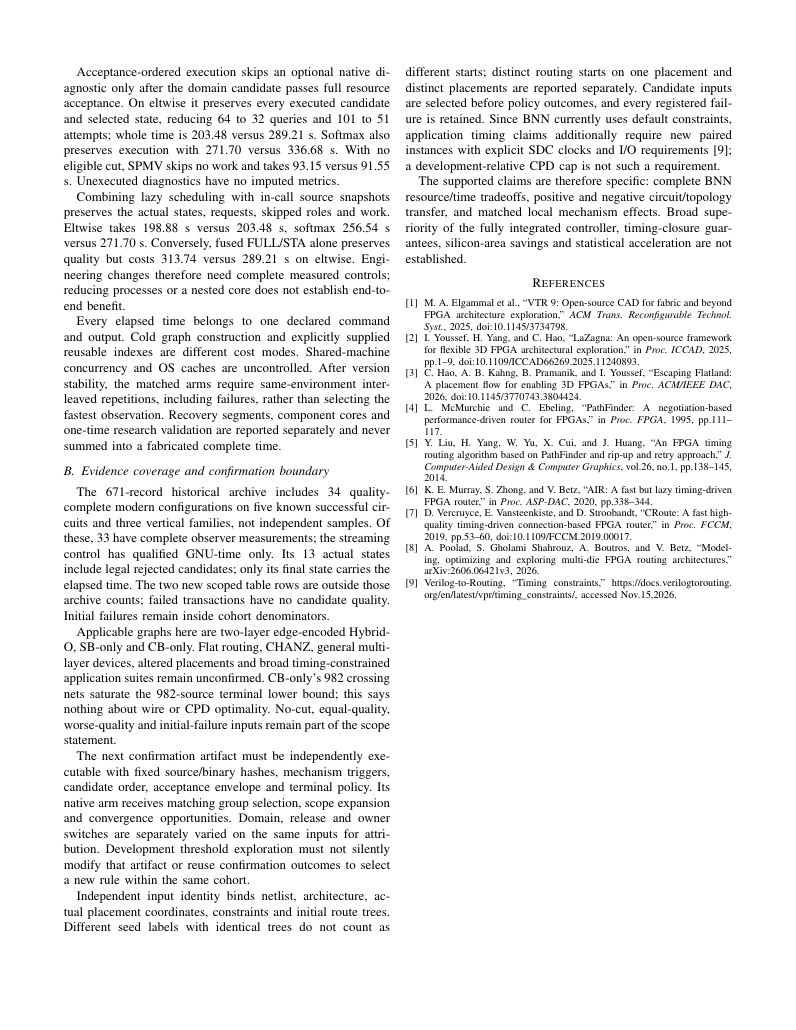 Acceptance-ordered execution skips an optional native di-
agnostic only after the domain candidate passes full resource
acceptance. On eltwise it preserves every executed candidate
and selected state, reducing 64 to 32 queries and 101 to 51
attempts; whole time is 203.48 versus 289.21 s. Softmax also
preserves execution with 271.70 versus 336.68 s. With no
eligible cut, SPMV skips no work and takes 93.15 versus 91.55
s. Unexecuted diagnostics have no imputed metrics.
Combining lazy scheduling with in-call source snapshots
preserves the actual states, requests, skipped roles and work.
Eltwise takes 198.88 s versus 203.48 s, softmax 256.54 s
versus 271.70 s. Conversely, fused FULL/STA alone preserves
quality but costs 313.74 versus 289.21 s on eltwise. Engi-
neering changes therefore need complete measured controls;
reducing processes or a nested core does not establish end-to-
end benefit.
Every elapsed time belongs to one declared command
and output. Cold graph construction and explicitly supplied
reusable indexes are different cost modes. Shared-machine
concurrency and OS caches are uncontrolled. After version
stability, the matched arms require same-environment inter-
leaved repetitions, including failures, rather than selecting the
fastest observation. Recovery segments, component cores and
one-time research validation are reported separately and never
summed into a fabricated complete time.
B. Evidence coverage and confirmation boundary
The 671-record historical archive includes 34 quality-
complete modern configurations on five known successful cir-
cuits and three vertical families, not independent samples. Of
these, 33 have complete observer measurements; the streaming
control has qualified GNU-time only. Its 13 actual states
include legal rejected candidates; only its final state carries the
elapsed time. The two new scoped table rows are outside those
archive counts; failed transactions have no candidate quality.
Initial failures remain inside cohort denominators.
Applicable graphs here are two-layer edge-encoded Hybrid-
O, SB-only and CB-only. Flat routing, CHANZ, general multi-
layer devices, altered placements and broad timing-constrained
application suites remain unconfirmed. CB-only's 982 crossing
nets saturate the 982-source terminal lower bound; this says
nothing about wire or CPD optimality. No-cut, equal-quality,
worse-quality and initial-failure inputs remain part of the scope
statement.
The next confirmation artifact must be independently exe-
cutable with fixed source/binary hashes, mechanism triggers,
candidate order, acceptance envelope and terminal policy. Its
native arm receives matching group selection, scope expansion
and convergence opportunities. Domain, release and owner
switches are separately varied on the same inputs for attri-
bution. Development threshold exploration must not silently
modify that artifact or reuse confirmation outcomes to select
a new rule within the same cohort.
Independent input identity binds netlist, architecture, ac-
tual placement coordinates, constraints and initial route trees.
Different seed labels with identical trees do not count as
different starts; distinct routing starts on one placement and
distinct placements are reported separately. Candidate inputs
are selected before policy outcomes, and every registered fail-
ure is retained. Since BNN currently uses default constraints,
application timing claims additionally require new paired
instances with explicit SDC clocks and I/O requirements [9];
a development-relative CPD cap is not such a requirement.
The supported claims are therefore specific: complete BNN
resource/time tradeoffs, positive and negative circuit/topology
transfer, and matched local mechanism effects. Broad supe-
riority of the fully integrated controller, timing-closure guar-
antees, silicon-area savings and statistical acceleration are not
established.
REFERENCES
[1] M. A. Elgammal et al., “VTR 9: Open-source CAD for fabric and beyond
FPGA architecture exploration,” ACM Trans. Reconfigurable Technol.
Syst., 2025, doi:10.1145/3734798.
[2] I. Youssef, H. Yang, and C. Hao, “LaZagna: An open-source framework
for flexible 3D FPGA architectural exploration,” in Proc. ICCAD, 2025,
pp.1–9, doi:10.1109/ICCAD66269.2025.11240893.
[3] C. Hao, A. B. Kahng, B. Pramanik, and I. Youssef, “Escaping Flatland:
A placement flow for enabling 3D FPGAs,” in Proc. ACM/IEEE DAC,
2026, doi:10.1145/3770743.3804424.
[4] L. McMurchie and C. Ebeling, “PathFinder: A negotiation-based
performance-driven router for FPGAs,” in Proc. FPGA, 1995, pp.111–
117.
[5] Y. Liu, H. Yang, W. Yu, X. Cui, and J. Huang, “An FPGA timing
routing algorithm based on PathFinder and rip-up and retry approach,” J.
Computer-Aided Design & Computer Graphics, vol.26, no.1, pp.138–145,
2014.
[6] K. E. Murray, S. Zhong, and V. Betz, “AIR: A fast but lazy timing-driven
FPGA router,” in Proc. ASP-DAC, 2020, pp.338–344.
[7] D. Vercruyce, E. Vansteenkiste, and D. Stroobandt, “CRoute: A fast high-
quality timing-driven connection-based FPGA router,” in Proc. FCCM,
2019, pp.53–60, doi:10.1109/FCCM.2019.00017.
[8] A. Poolad, S. Gholami Shahrouz, A. Boutros, and V. Betz, “Model-
ing, optimizing and exploring multi-die FPGA routing architectures,”
arXiv:2606.06421v3, 2026.
[9] Verilog-to-Routing, “Timing constraints,” https://docs.verilogtorouting.
org/en/latest/vpr/timing_constraints/, accessed Nov.15,2026.